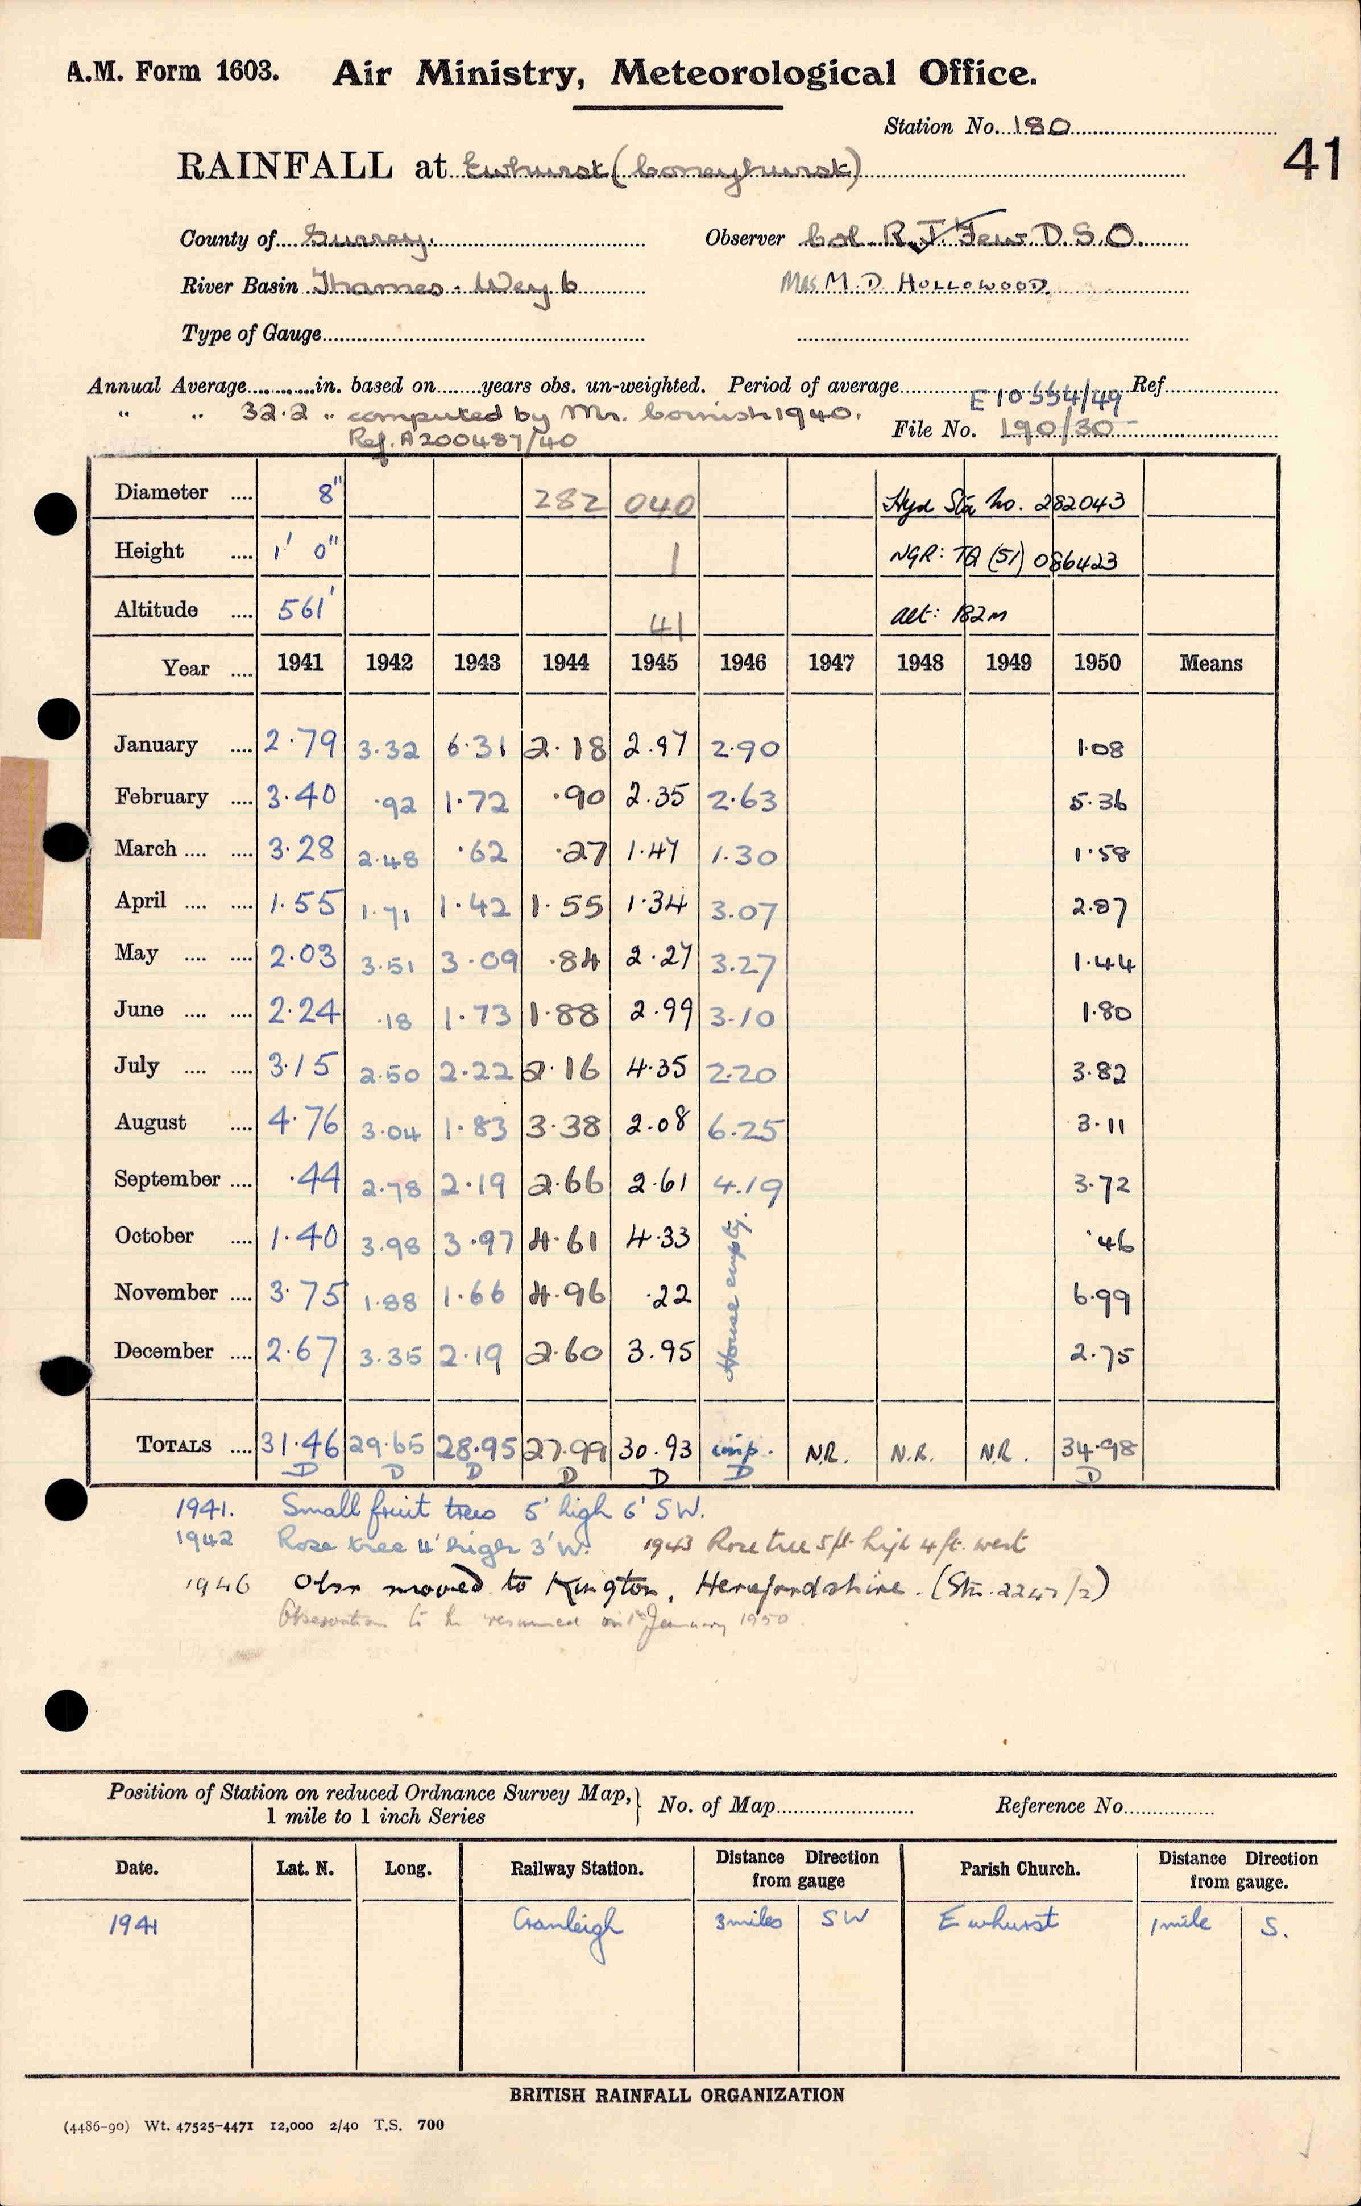 A.M. Form 1603. Air Ministry, Meteorological Office.
Station No. 180
41
RAINFALL at Ewhurst (Coneyhurst)
County of Surrey. Observer Col. R. J. Few D.S.O.
River Basin Thames - Wey b Mrs M. D HOLLOWOOD
Type of Gauge
Annual Average in. based on years obs. un-weighted. Period of average Ref
E10554/49
" " 32.2 " computed by Mr. Cornish 1940. File No. 190/30
Ref. A200487/40
Diameter 8" 282 040 Hyd Sta No. 282043
Height 1' 0" 1 NGR: TQ (51) 086423
Altitude 561' 41 alt: 182m
Year 1941 1942 1943 1944 1945 1946 1947 1948 1949 1950 Means
January 2.79 3.32 6.31 2.18 2.97 2.90 1.08
February 3.40 .92 1.72 .90 2.35 2.63 5.36
March 3.28 2.48 .62 .27 1.47 1.30 1.58
April 1.55 1.71 1.42 1.55 1.34 3.07 2.87
May 2.03 3.51 3.09 .84 2.27 3.27 1.44
June 2.24 .18 1.73 1.88 2.99 3.10 1.80
July 3.15 2.50 2.22 2.16 4.35 2.20 3.82
August 4.76 3.04 1.83 3.38 2.08 6.25 3.11
September .44 2.78 2.19 2.66 2.61 4.19 3.72
October 1.40 3.98 3.97 4.61 4.33 House empty. .46
November 3.75 1.88 1.66 4.96 .22 6.99
December 2.67 3.35 2.19 2.60 3.95 2.75
TOTALS 31.46 29.65 28.95 27.99 30.93 imp. N.R. N.R. N.R. 34.98
D D D D D D D
1941. Small fruit trees 5' high 6' SW.
1942 Rose tree 4' high 3' W. 1943 Rose tree 5ft high 4ft west
1946 Obsr moved to Kington, Herefordshire. (Stn. 2247/2)
Observations to be resumed on 1st January 1950.
Position of Station on reduced Ordnance Survey Map, 1 mile to 1 inch Series } No. of Map Reference No.
Date. Lat. N. Long. Railway Station. Distance Direction from gauge Parish Church. Distance Direction from gauge.
1941 Cranleigh 3 miles SW Ewhurst 1 mile S.
BRITISH RAINFALL ORGANIZATION
(4486-90) Wt. 47525-4471 12,000 2/40 T.S. 700